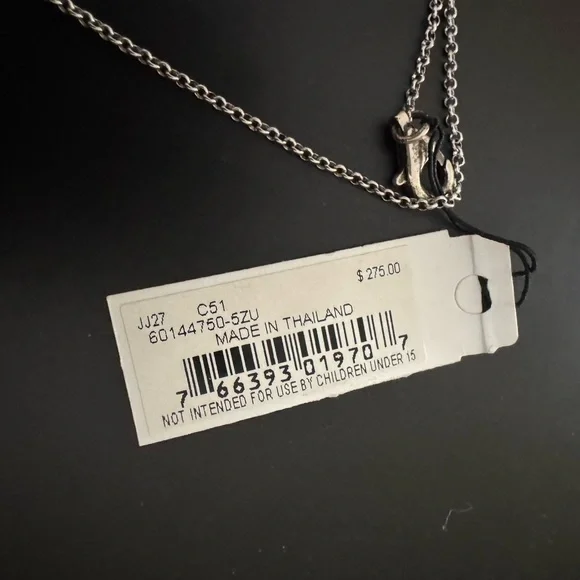 $ 275.00
JJ27 C51
60144750-5ZU
MADE IN THAILAND
7 66393 01970 7
NOT INTENDED FOR USE BY CHILDREN UNDER 15